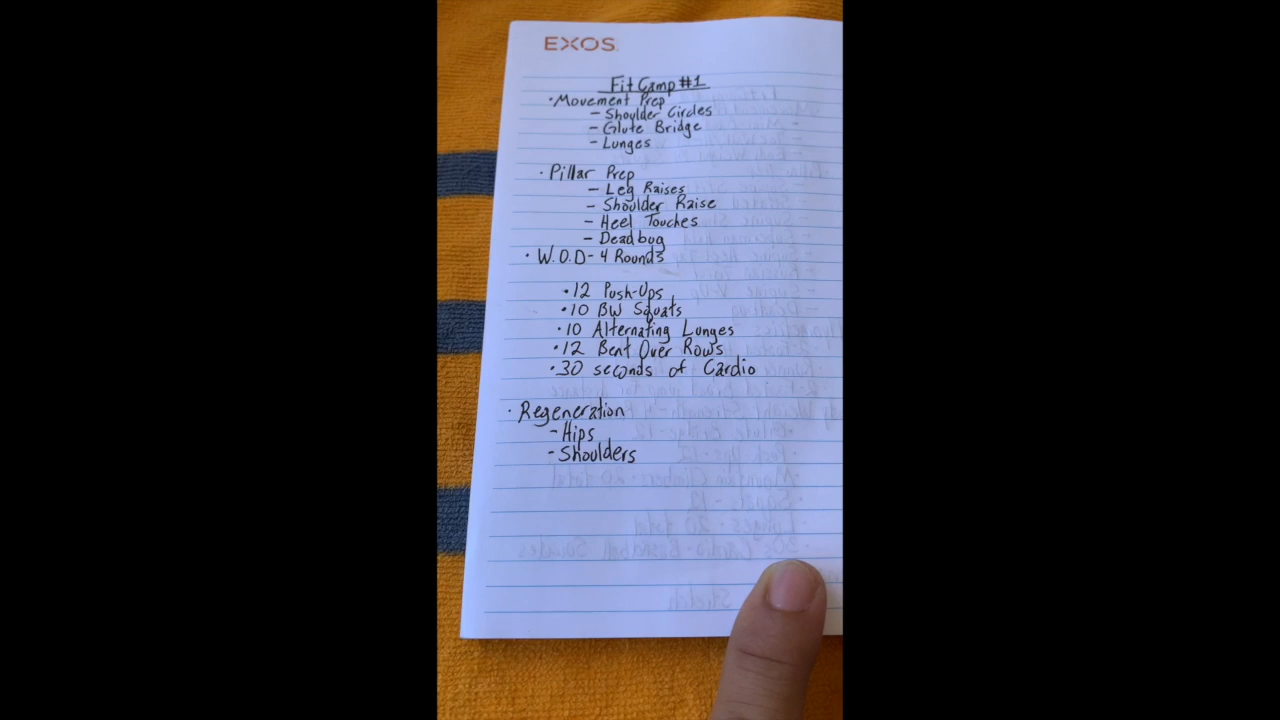 EXOS
Fit Camp #1
• Movement Prep
– Shoulder Circles
– Glute Bridge
– Lunges
• Pillar Prep
– Leg Raises
– Shoulder Raise
– Heel Touches
– Deadbug
• W.O.D - 4 Rounds
• 12 Push-Ups
• 10 BW Squats
• 10 Alternating Lunges
• 12 Bent Over Rows
• 30 seconds of Cardio
• Regeneration
- Hips
- Shoulders